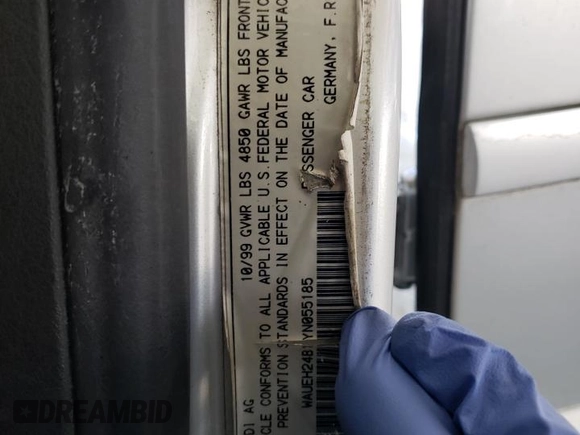 DI AG 10/99 GVWR LBS 4850 GAWR LBS FRONT
CLE CONFORMS TO ALL APPLICABLE U.S. FEDERAL MOTOR VEHIC
PREVENTION STANDARDS IN EFFECT ON THE DATE OF MANUFAC
WAUEH24B YN055185 SSENGER CAR
GERMANY, F.R
DREAMBID